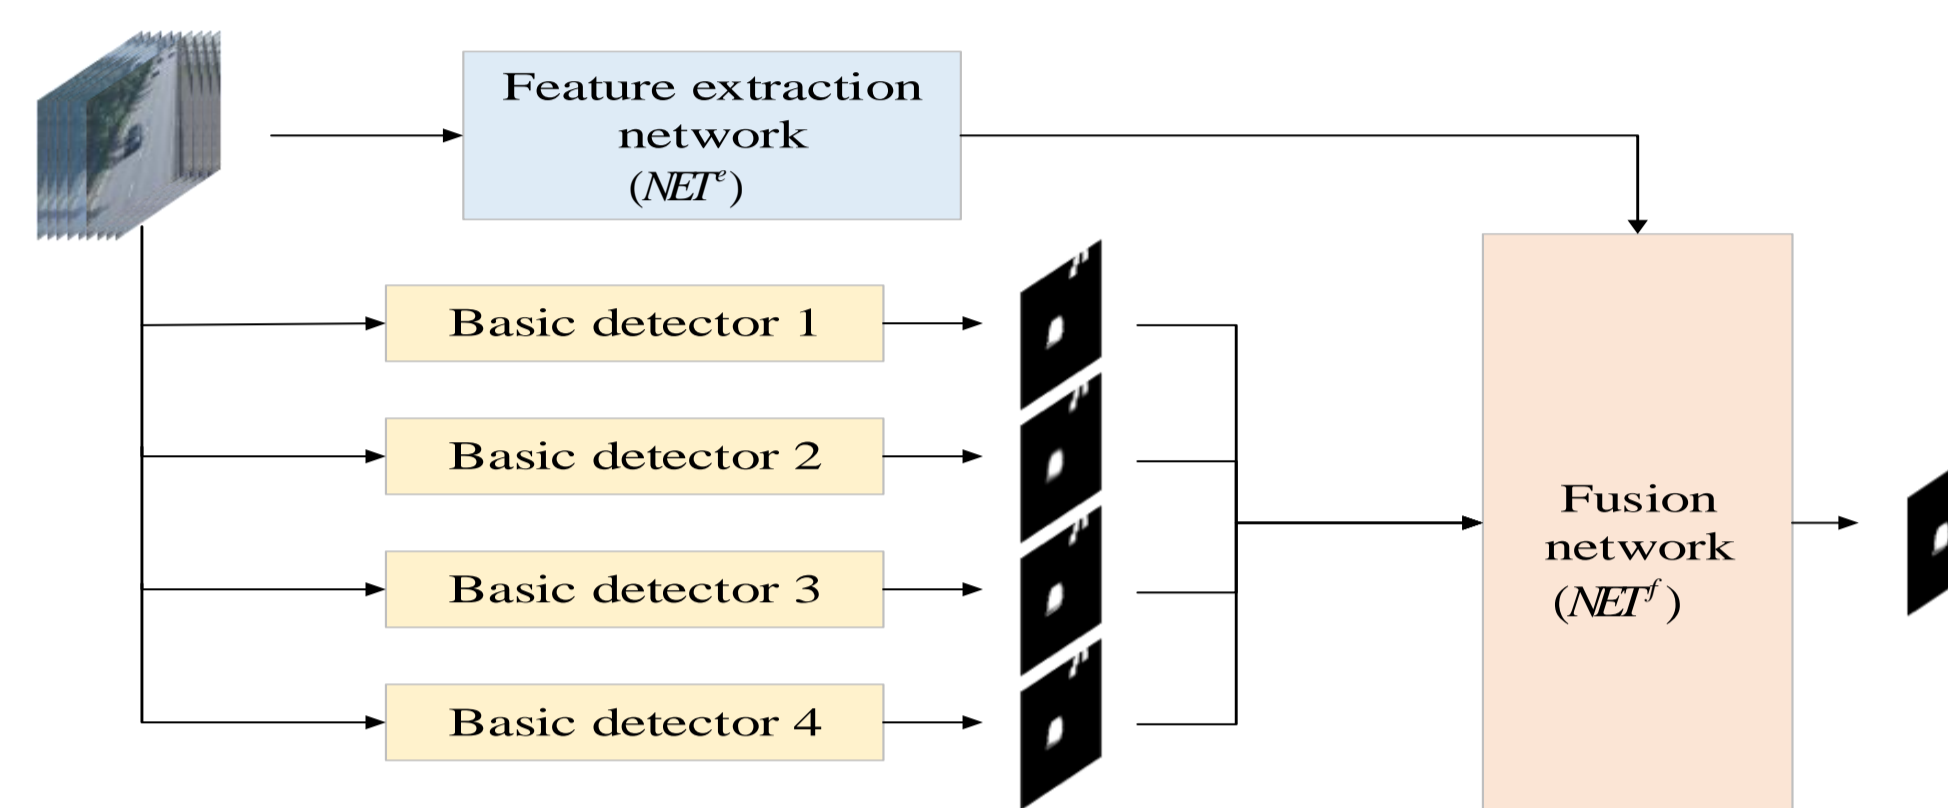 Feature extraction
network
(NETᵉ)
Basic detector 1
Basic detector 2
Basic detector 3
Basic detector 4
Fusion
network
(NETᶠ)